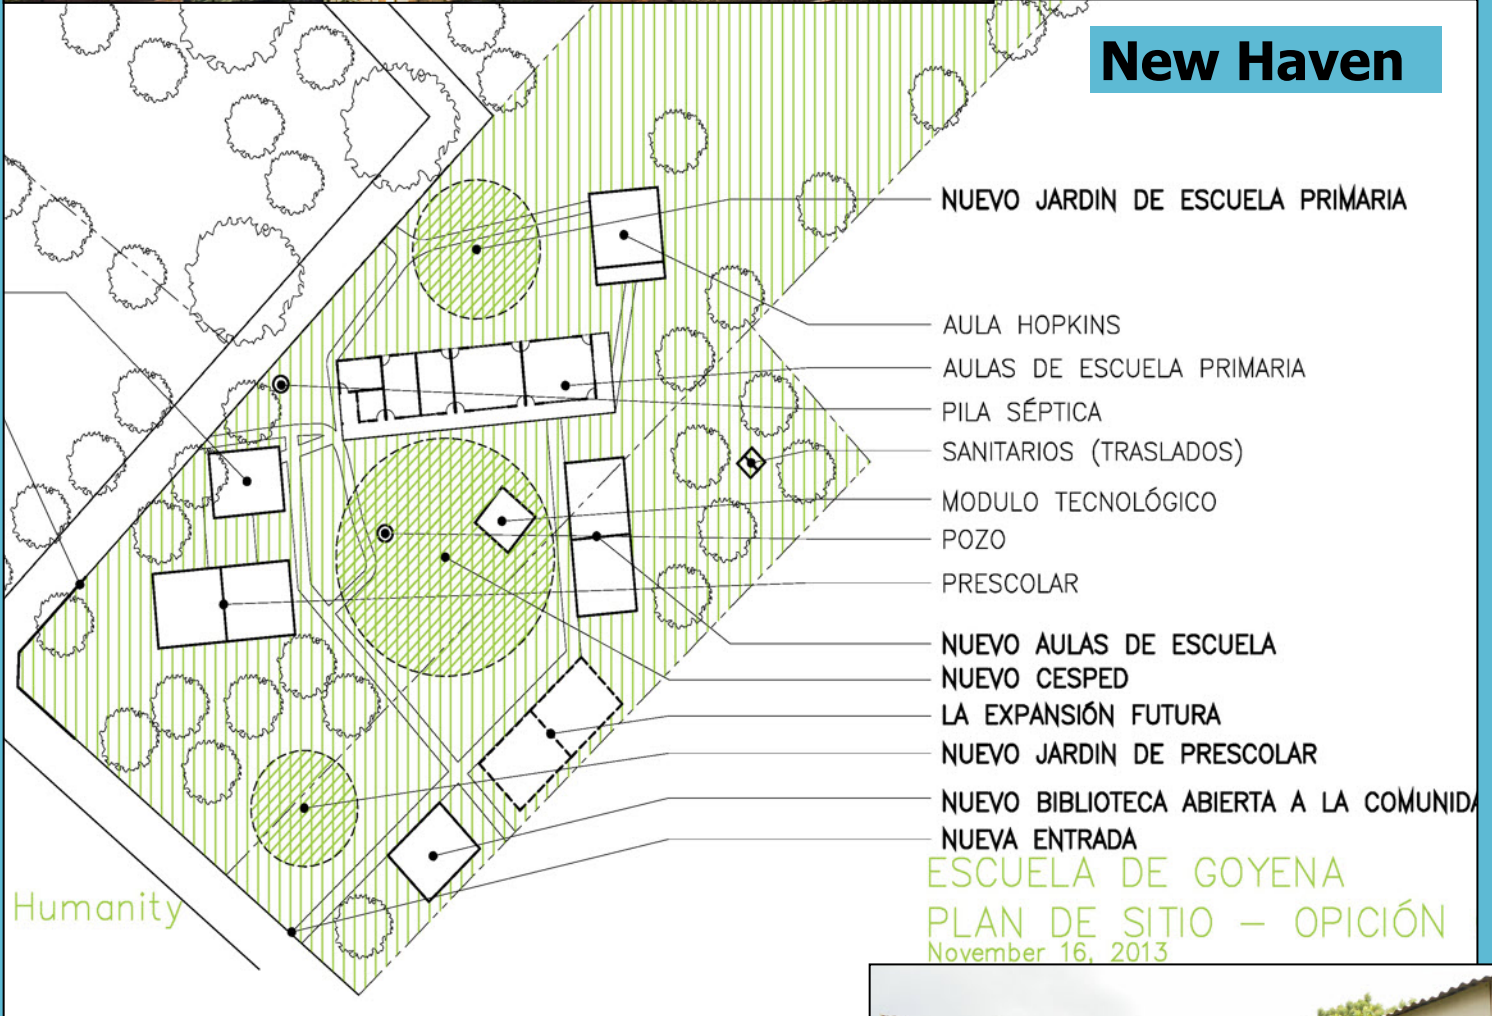 New Haven
NUEVO JARDIN DE ESCUELA PRIMARIA
AULA HOPKINS
AULAS DE ESCUELA PRIMARIA
PILA SÉPTICA
SANITARIOS (TRASLADOS)
MODULO TECNOLÓGICO
POZO
PRESCOLAR
NUEVO AULAS DE ESCUELA
NUEVO CESPED
LA EXPANSIÓN FUTURA
NUEVO JARDIN DE PRESCOLAR
NUEVO BIBLIOTECA ABIERTA A LA COMUNIDA
NUEVA ENTRADA
Humanity
ESCUELA DE GOYENA
PLAN DE SITIO – OPICIÓN
November 16, 2013